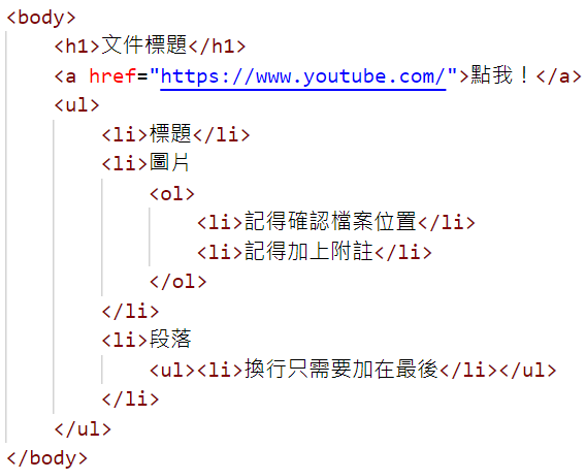 <body>
<h1>文件標題</h1>
<a href="https://www.youtube.com/">點我！</a>
<ul>
<li>標題</li>
<li>圖片
<ol>
<li>記得確認檔案位置</li>
<li>記得加上附註</li>
</ol>
</li>
<li>段落
<ul><li>換行只需要加在最後</li></ul>
</li>
</ul>
</body>